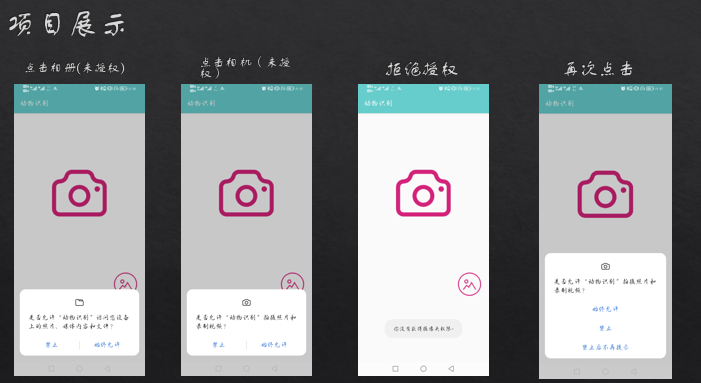 项目展示
点击相册(未授权)
点击相机(未授
权)
拒绝授权
再次点击
动物识别
是否允许“动物识别”访问您设备
上的照片、媒体内容和文件?
禁止 始终允许
动物识别
是否允许“动物识别”拍摄照片和
录制视频?
禁止 始终允许
动物识别
你没有获得摄像头权限。
动物识别
是否允许“动物识别”拍摄照片和
录制视频?
始终允许
禁止
禁止后不再提示